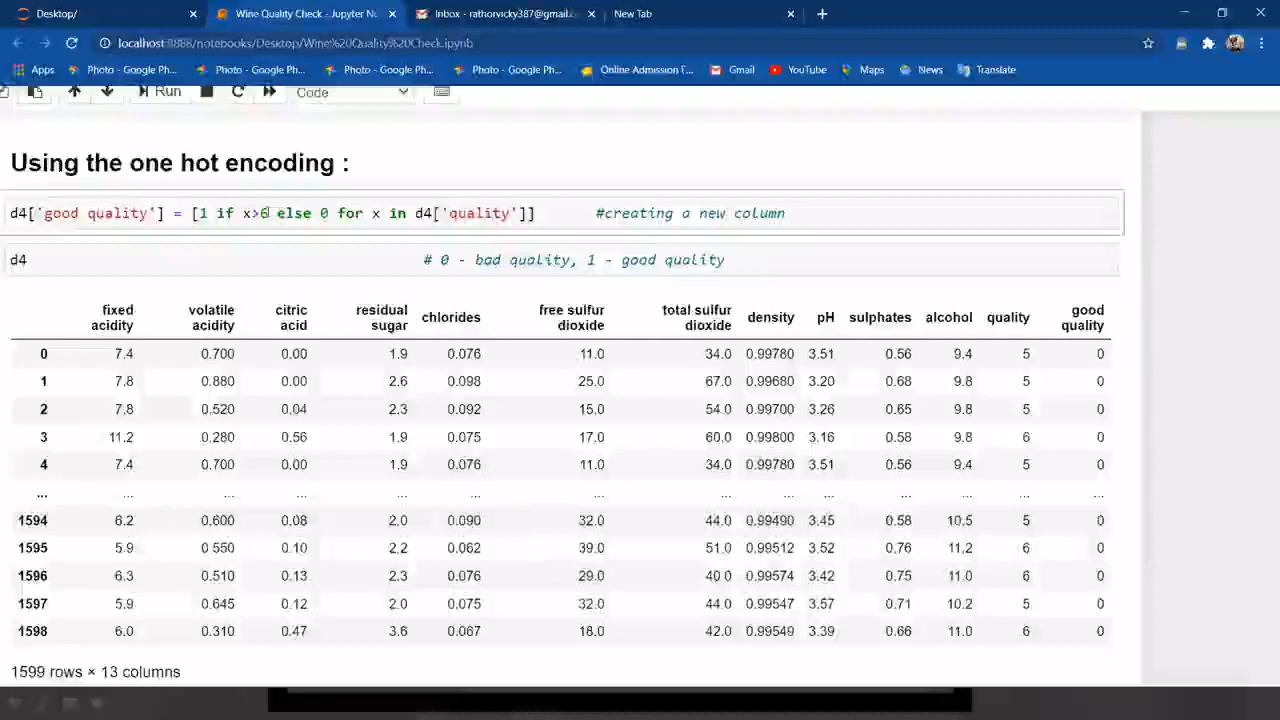 Desktop/ Wine Quality Check - Jupyter No Inbox - rathorvicky387@gmail.co New Tab
localhost:8888/notebooks/Desktop/Wine%20Quality%20Check.ipynb
Apps Photo - Google Ph... Photo - Google Ph... Photo - Google Ph... Photo - Google Ph... Online Admission F... Gmail YouTube Maps News Translate
Run Code
Using the one hot encoding :
d4['good quality'] = [1 if x>6 else 0 for x in d4['quality']] #creating a new column
d4 # 0 - bad quality, 1 - good quality
fixed acidity volatile acidity citric acid residual sugar chlorides free sulfur dioxide total sulfur dioxide density pH sulphates alcohol quality good quality
0 7.4 0.700 0.00 1.9 0.076 11.0 34.0 0.99780 3.51 0.56 9.4 5 0
1 7.8 0.880 0.00 2.6 0.098 25.0 67.0 0.99680 3.20 0.68 9.8 5 0
2 7.8 0.520 0.04 2.3 0.092 15.0 54.0 0.99700 3.26 0.65 9.8 5 0
3 11.2 0.280 0.56 1.9 0.075 17.0 60.0 0.99800 3.16 0.58 9.8 6 0
4 7.4 0.700 0.00 1.9 0.076 11.0 34.0 0.99780 3.51 0.56 9.4 5 0
... ... ... ... ... ... ... ... ... ... ... ... ... ...
1594 6.2 0.600 0.08 2.0 0.090 32.0 44.0 0.99490 3.45 0.58 10.5 5 0
1595 5.9 0.550 0.10 2.2 0.062 39.0 51.0 0.99512 3.52 0.76 11.2 6 0
1596 6.3 0.510 0.13 2.3 0.076 29.0 40.0 0.99574 3.42 0.75 11.0 6 0
1597 5.9 0.645 0.12 2.0 0.075 32.0 44.0 0.99547 3.57 0.71 10.2 5 0
1598 6.0 0.310 0.47 3.6 0.067 18.0 42.0 0.99549 3.39 0.66 11.0 6 0
1599 rows × 13 columns